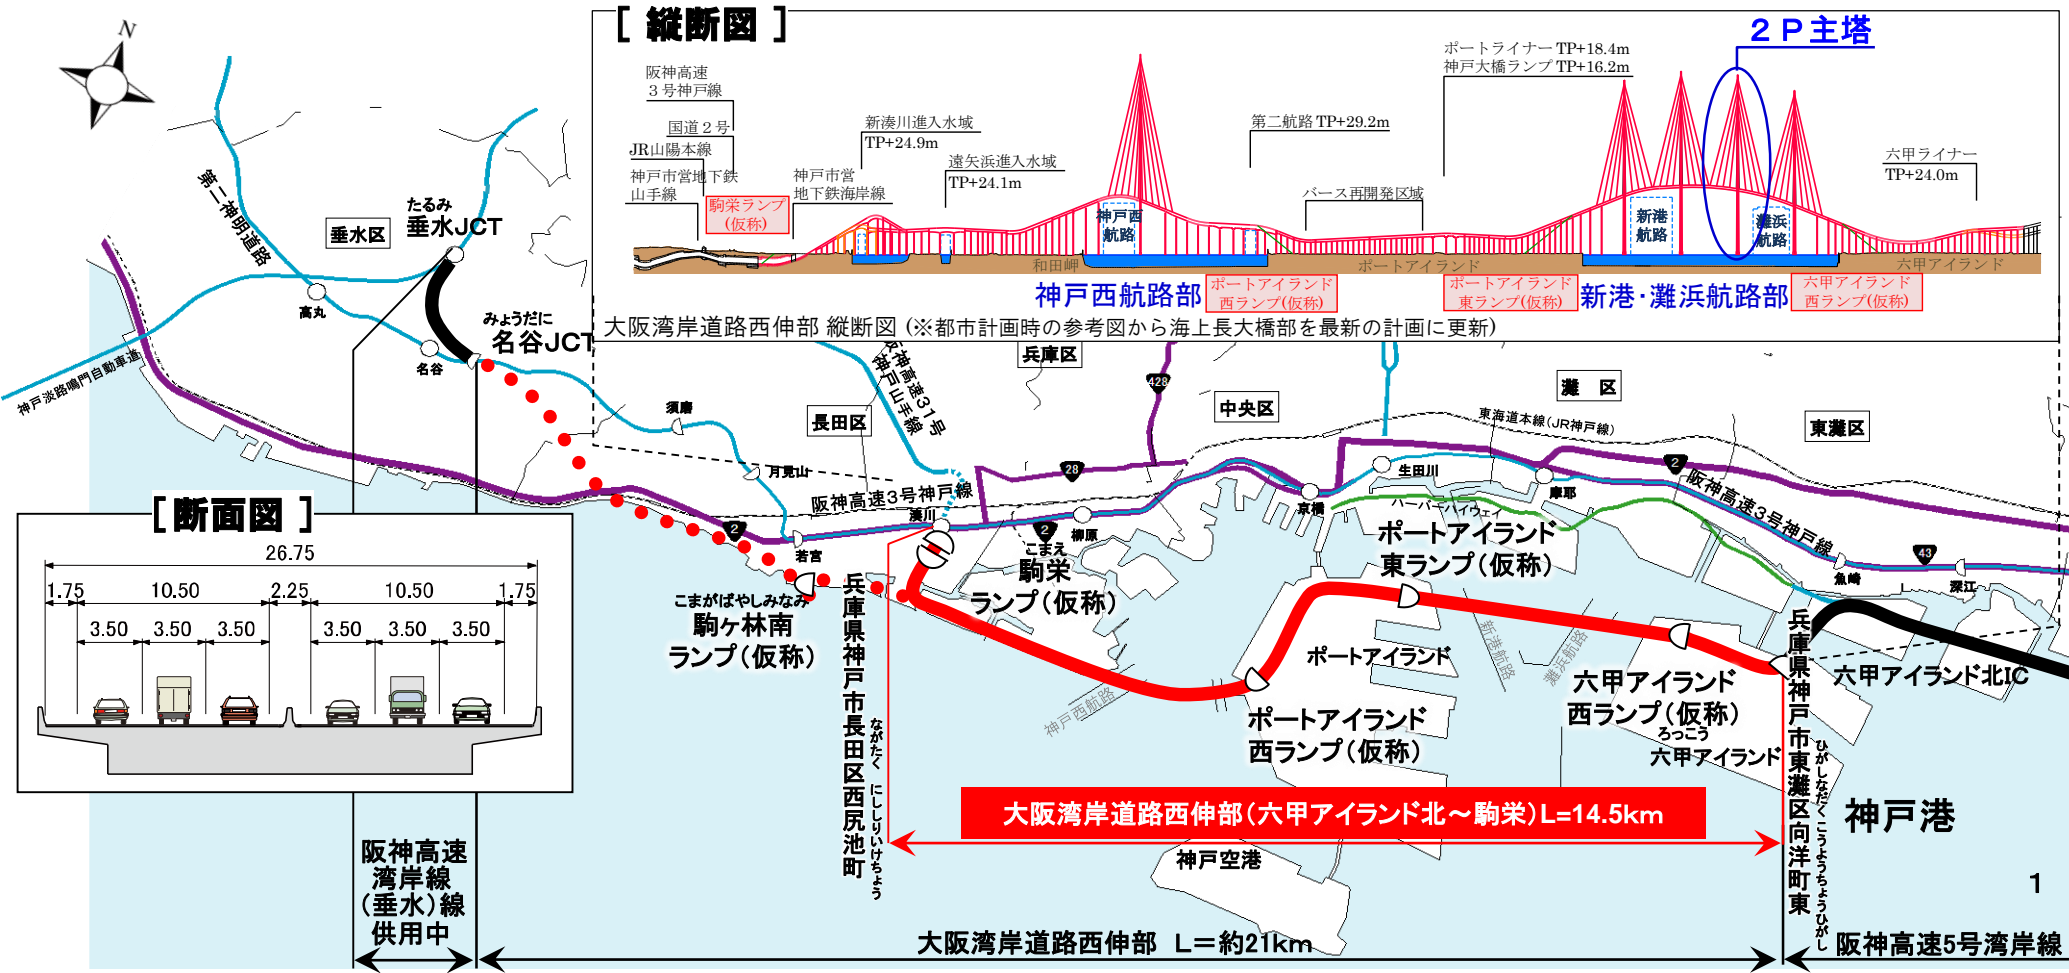 N
[ 縦断図 ]
２Ｐ主塔
ポートライナー TP+18.4m
神戸大橋ランプ TP+16.2m
阪神高速
３号神戸線
国道２号
JR山陽本線
神戸市営地下鉄
山手線
駒栄ランプ
(仮称)
神戸市営
地下鉄海岸線
新湊川進入水域
TP+24.9m
遠矢浜進入水域
TP+24.1m
第二航路 TP+29.2m
バース再開発区域
六甲ライナー
TP+24.0m
神戸西
航路
新港
航路
灘浜
航路
和田岬
ポートアイランド
六甲アイランド
神戸西航路部
ポートアイランド
西ランプ(仮称)
ポートアイランド
東ランプ(仮称)
新港･灘浜航路部
六甲アイランド
西ランプ(仮称)
大阪湾岸道路西伸部 縦断図 (※都市計画時の参考図から海上長大橋部を最新の計画に更新)
第二神明道路
垂水区
たるみ
垂水JCT
高丸
名谷
みょうだに
名谷JCT
神戸淡路鳴門自動車道
須磨
月見山
長田区
阪神高速31号
神戸山手線
兵庫区
428
中央区
灘 区
東灘区
東海道本線(JR神戸線)
28
2
2
2
43
阪神高速3号神戸線
阪神高速3号神戸線
湊川
柳原
京橋
生田川
摩耶
魚崎
深江
若宮
ハーバーハイウェイ
こまえ
駒栄
ランプ(仮称)
ポートアイランド
東ランプ(仮称)
こまがばやしみなみ
駒ヶ林南
ランプ(仮称)
兵庫県神戸市長田区西尻池町
ながたく にししりいけちょう
神戸西航路
新港航路
灘浜航路
ポートアイランド
ポートアイランド
西ランプ(仮称)
六甲アイランド
西ランプ(仮称)
ろっこう
六甲アイランド
兵庫県神戸市東灘区向洋町東
ひがしなだくこうようちょうひがし
六甲アイランド北IC
神戸港
[ 断面図 ]
26.75
1.75 10.50 2.25 10.50 1.75
3.50 3.50 3.50 3.50 3.50 3.50
大阪湾岸道路西伸部(六甲アイランド北～駒栄)L=14.5km
神戸空港
阪神高速
湾岸線
(垂水)線
供用中
大阪湾岸道路西伸部 L＝約21km
阪神高速5号湾岸線
1